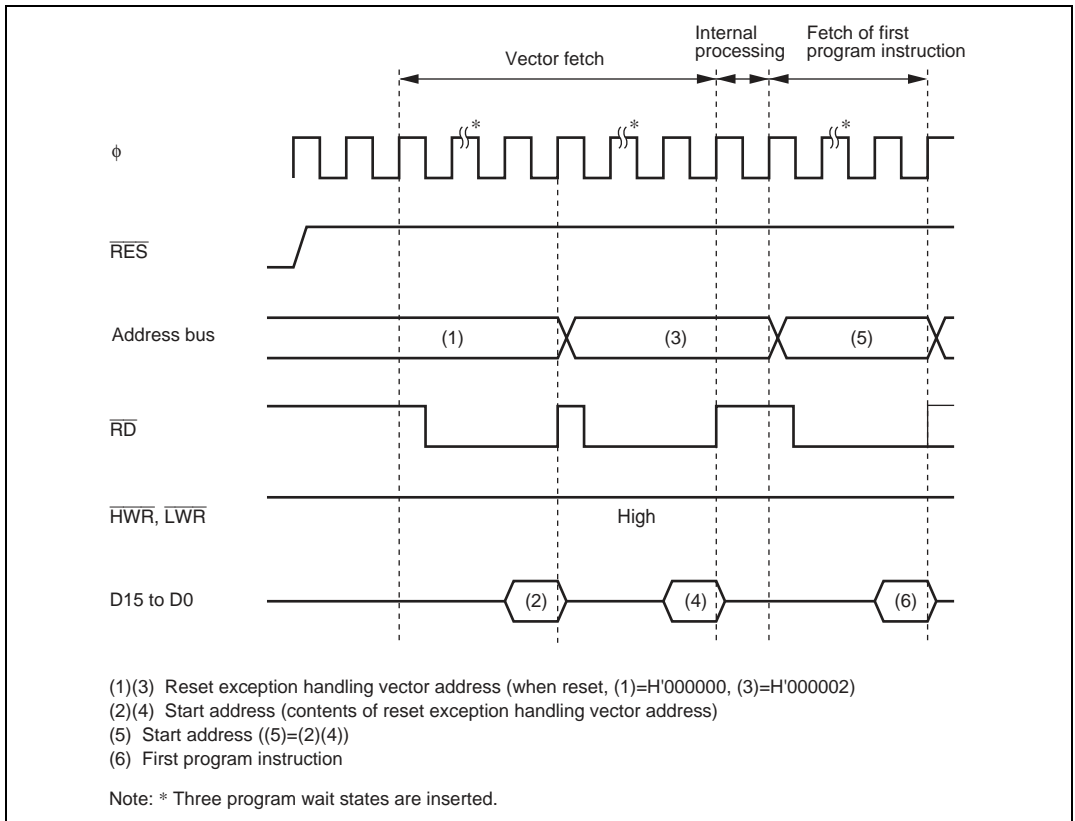 Vector fetch
Internal
processing
Fetch of first
program instruction
*
*
*
ϕ
RES
Address bus
(1)
(3)
(5)
RD
HWR, LWR
High
D15 to D0
(2)
(4)
(6)
(1)(3) Reset exception handling vector address (when reset, (1)=H'000000, (3)=H'000002)
(2)(4) Start address (contents of reset exception handling vector address)
(5) Start address ((5)=(2)(4))
(6) First program instruction
Note: * Three program wait states are inserted.